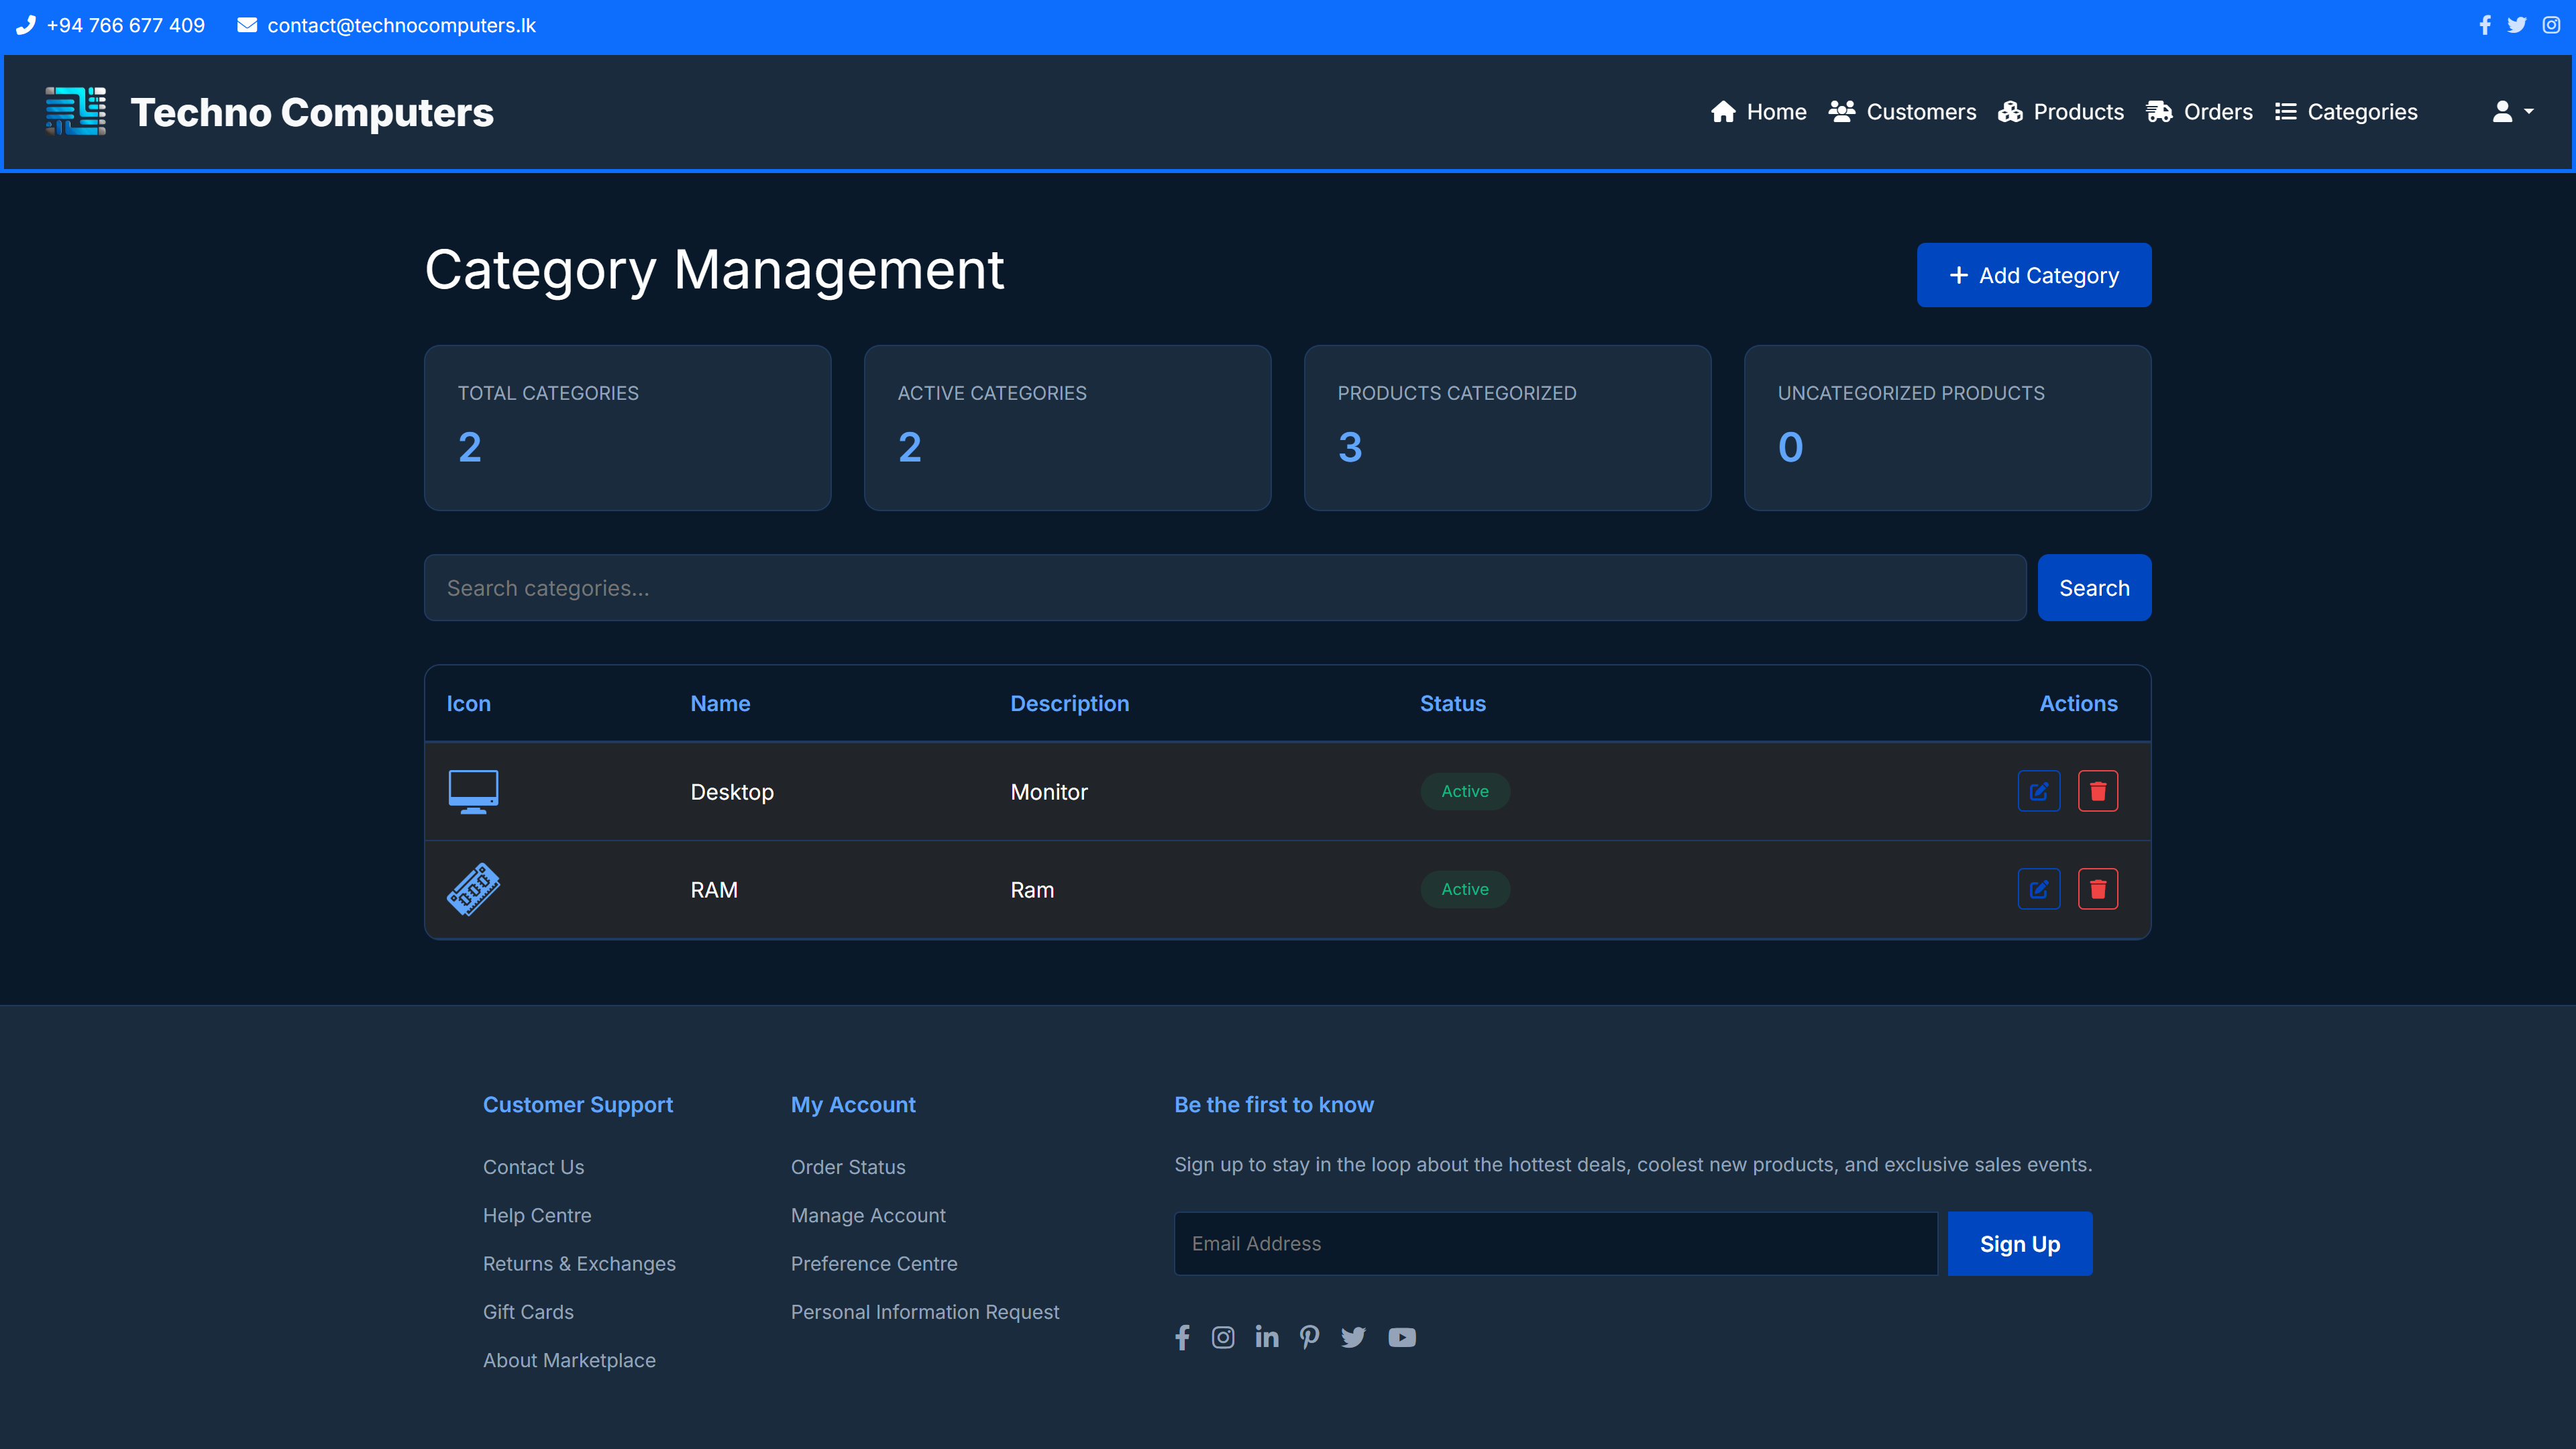 +94 766 677 409 contact@technocomputers.lk
Techno Computers Home Customers Products Orders Categories
Category Management + Add Category
TOTAL CATEGORIES ACTIVE CATEGORIES PRODUCTS CATEGORIZED UNCATEGORIZED PRODUCTS
2 2 3 0
Search categories... Search
Icon Name Description Status Actions
Desktop Monitor Active
RAM Ram Active
Customer Support
Contact Us
Help Centre
Returns & Exchanges
Gift Cards
About Marketplace
My Account
Order Status
Manage Account
Preference Centre
Personal Information Request
Be the first to know
Sign up to stay in the loop about the hottest deals, coolest new products, and exclusive sales events.
Email Address Sign Up